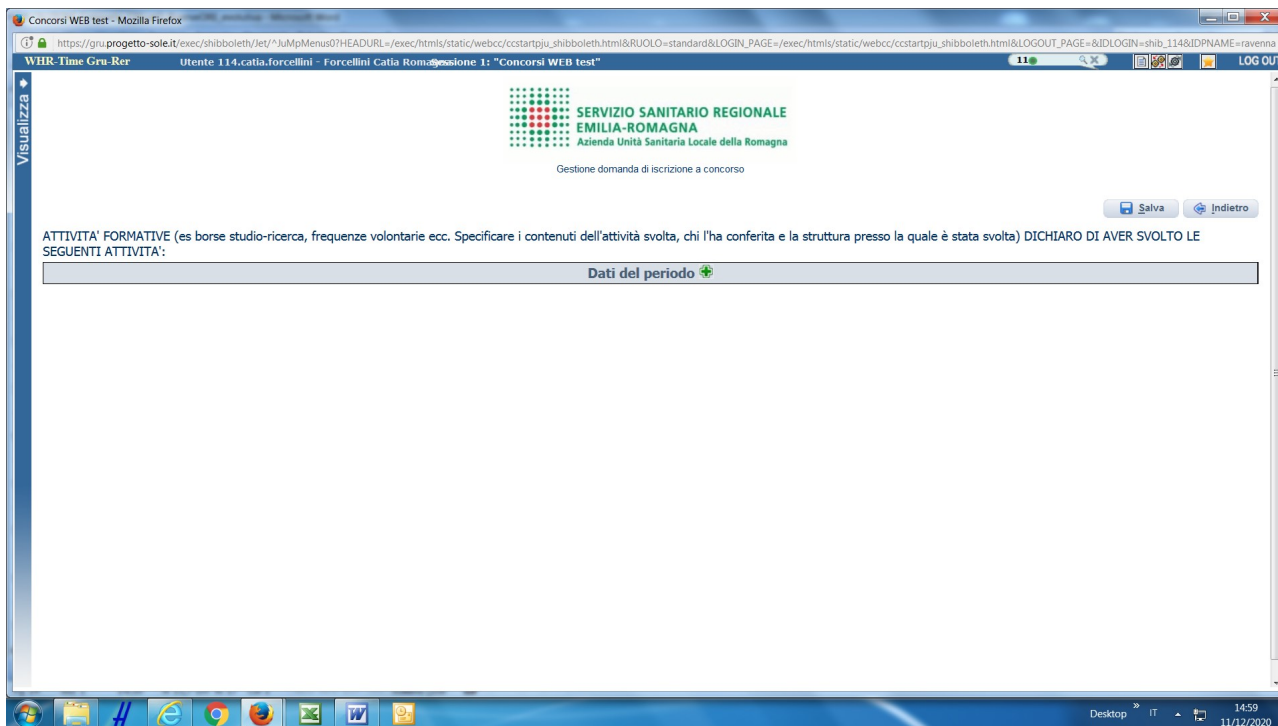 Concorsi WEB test - Mozilla Firefox
https://gru.progetto-sole.it/exec/shibboleth/Jet/^JuMpMenus0?HEADURL=/exec/htmls/static/webcc/ccstartpju_shibboleth.html&RUOLO=standard&LOGIN_PAGE=/exec/htmls/static/webcc/ccstartpju_shibboleth.html&LOGOUT_PAGE=&IDLOGIN=shib_114&IDPNAME=ravenna
WHR-Time Gru-Rer Utente 114.catia.forcellini - Forcellini Catia Romagna Sessione 1: "Concorsi WEB test" 11 LOG OUT
Visualizza
SERVIZIO SANITARIO REGIONALE
EMILIA-ROMAGNA
Azienda Unità Sanitaria Locale della Romagna
Gestione domanda di iscrizione a concorso
Salva Indietro
ATTIVITA' FORMATIVE (es borse studio-ricerca, frequenze volontarie ecc. Specificare i contenuti dell'attività svolta, chi l'ha conferita e la struttura presso la quale è stata svolta) DICHIARO DI AVER SVOLTO LE
SEGUENTI ATTIVITA':
Dati del periodo
Desktop » IT 14:59
11/12/2020